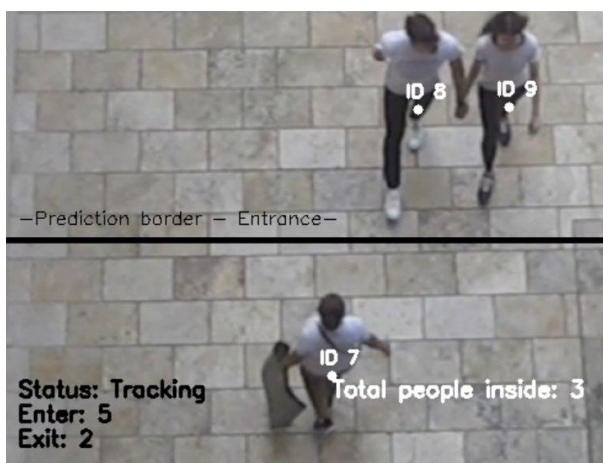 ID 8
ID 9
-Prediction border - Entrance-
ID 7
Status: Tracking
Total people inside: 3
Enter: 5
Exit: 2